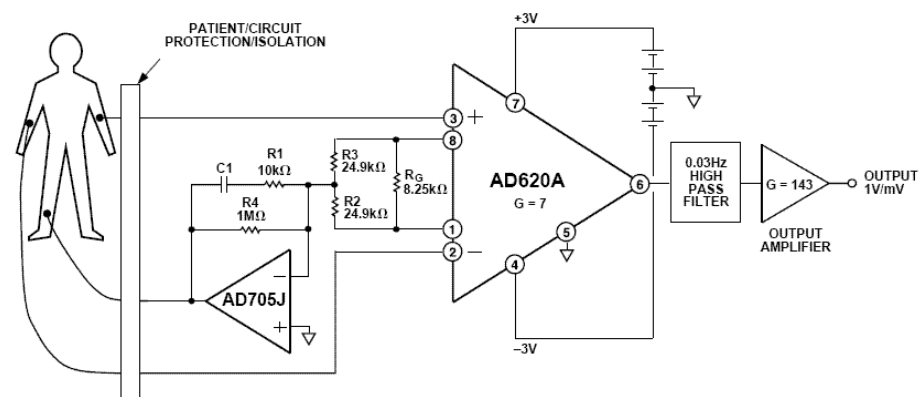 PATIENT/CIRCUIT
PROTECTION/ISOLATION
+3V
3
+
7
8
R1
10kΩ
C1
R3
24.9kΩ
RG
8.25kΩ
R4
1MΩ
R2
24.9kΩ
AD620A
G = 7
6
0.03Hz
HIGH
PASS
FILTER
G = 143
OUTPUT
1V/mV
OUTPUT
AMPLIFIER
1
5
2
−
4
−
AD705J
+
−3V